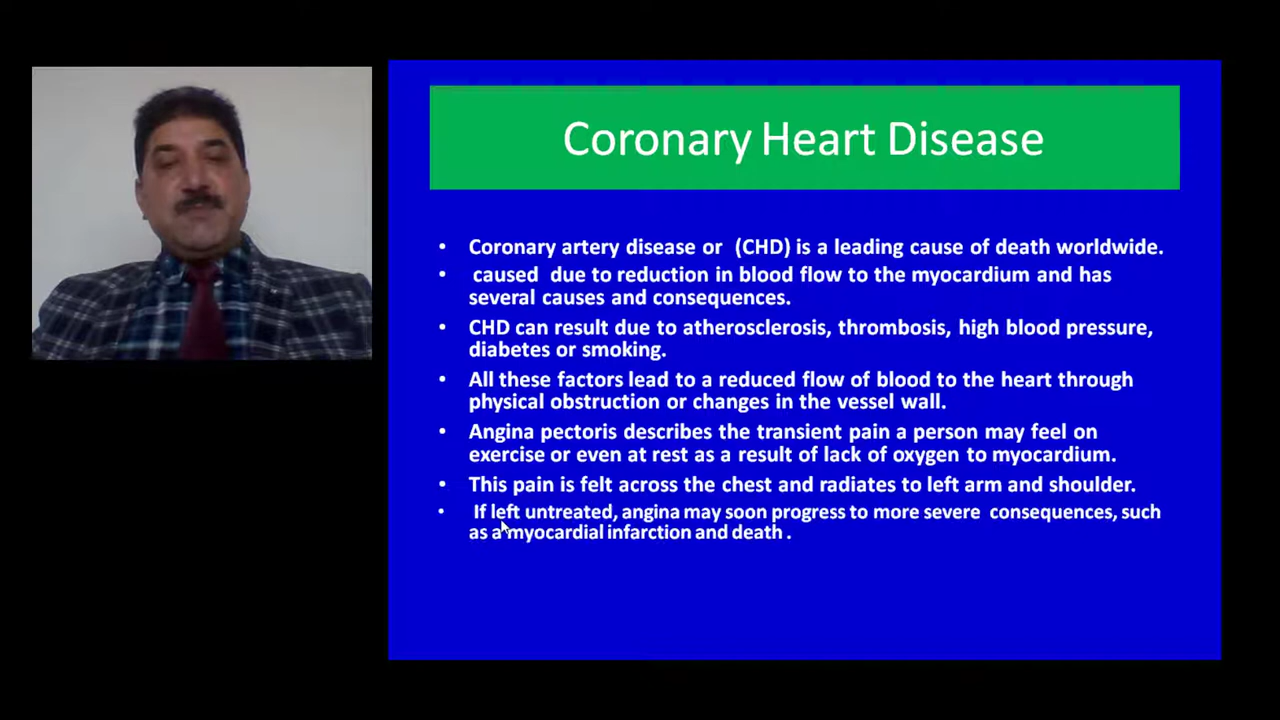 Coronary Heart Disease
• Coronary artery disease or (CHD) is a leading cause of death worldwide.
• caused due to reduction in blood flow to the myocardium and has
several causes and consequences.
• CHD can result due to atherosclerosis, thrombosis, high blood pressure,
diabetes or smoking.
• All these factors lead to a reduced flow of blood to the heart through
physical obstruction or changes in the vessel wall.
• Angina pectoris describes the transient pain a person may feel on
exercise or even at rest as a result of lack of oxygen to myocardium.
• This pain is felt across the chest and radiates to left arm and shoulder.
• If left untreated, angina may soon progress to more severe consequences, such
as a myocardial infarction and death .